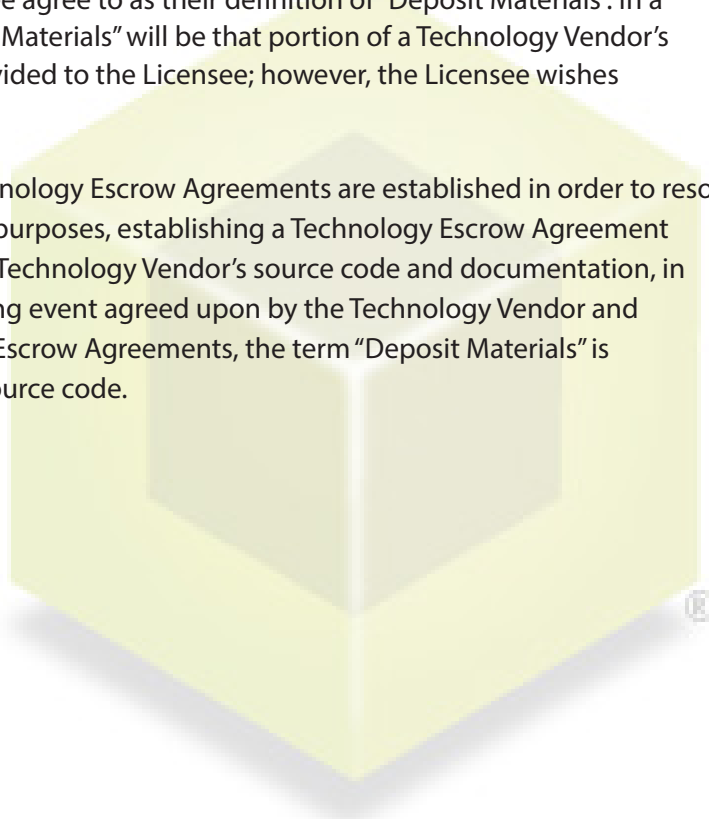 agree to as their definition of “Deposit Materials”. In a
Materials” will be that portion of a Technology Vendor’s
vided to the Licensee; however, the Licensee wishes
nology Escrow Agreements are established in order to reso
purposes, establishing a Technology Escrow Agreement
Technology Vendor’s source code and documentation, in
ng event agreed upon by the Technology Vendor and
Escrow Agreements, the term “Deposit Materials” is
urce code.
®